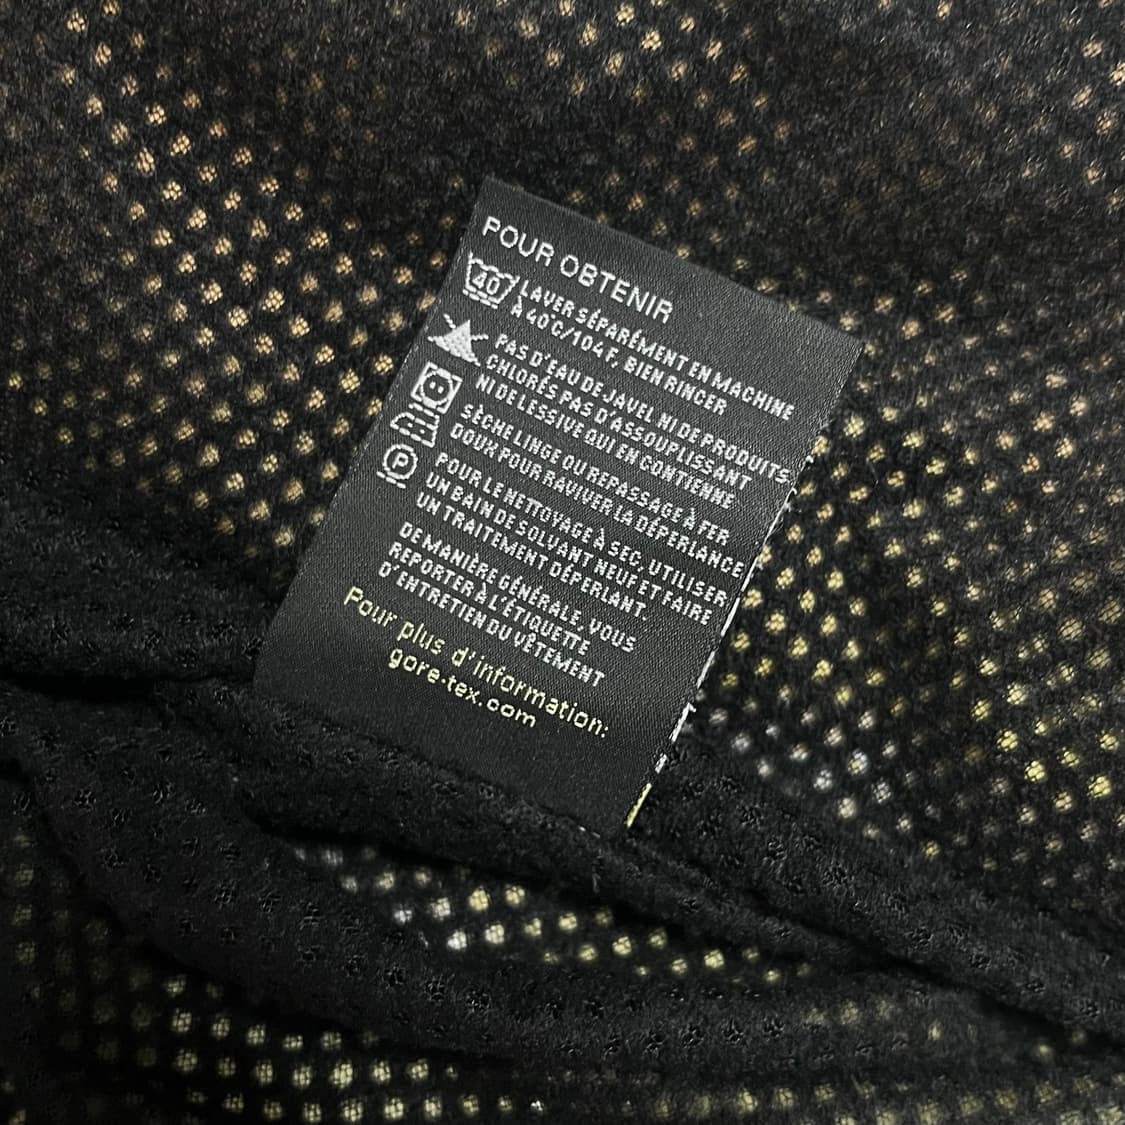 POUR OBTENIR
40
LAVER SÉPARÉMENT EN MACHINE
À 40 C/104 F, BIEN RINCER
PAS D'EAU DE JAVEL NI DE PRODUITS
CHLORÉS PAS D'ASSOUPLISSANT
NI DE LESSIVE QUI EN CONTIENNE
SÈCHE LINGE OU REPASSAGE À FER
DOUX POUR RAVIVER LA DÉPERLANCE
P
POUR LE NETTOYAGE À SEC, UTILISER
UN BAIN DE SOLVANT NEUF ET FAIRE
UN TRAITEMENT DÉPERLANT.
DE MANIÈRE GÉNÉRALE, VOUS
REPORTER À L'ÉTIQUETTE
D'ENTRETIEN DU VÊTEMENT
Pour plus d'information:
gore-tex.com